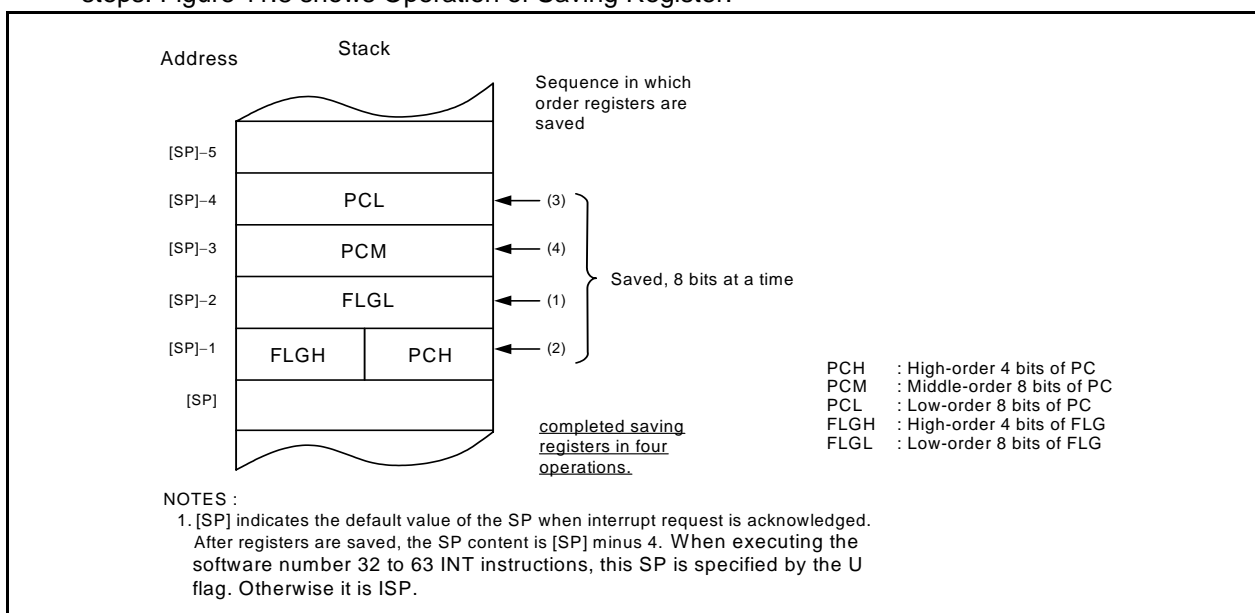 steps. Figure 11.8 shows Operation of Saving Register.
Address
Stack
Sequence in which
order registers are
saved
[SP]−5
[SP]−4
PCL
(3)
[SP]−3
PCM
(4)
Saved, 8 bits at a time
[SP]−2
FLGL
(1)
[SP]−1
FLGH
PCH
(2)
[SP]
PCH : High-order 4 bits of PC
PCM : Middle-order 8 bits of PC
PCL : Low-order 8 bits of PC
FLGH : High-order 4 bits of FLG
FLGL : Low-order 8 bits of FLG
completed saving
registers in four
operations.
NOTES :
1. [SP] indicates the default value of the SP when interrupt request is acknowledged.
After registers are saved, the SP content is [SP] minus 4. When executing the
software number 32 to 63 INT instructions, this SP is specified by the U
flag. Otherwise it is ISP.